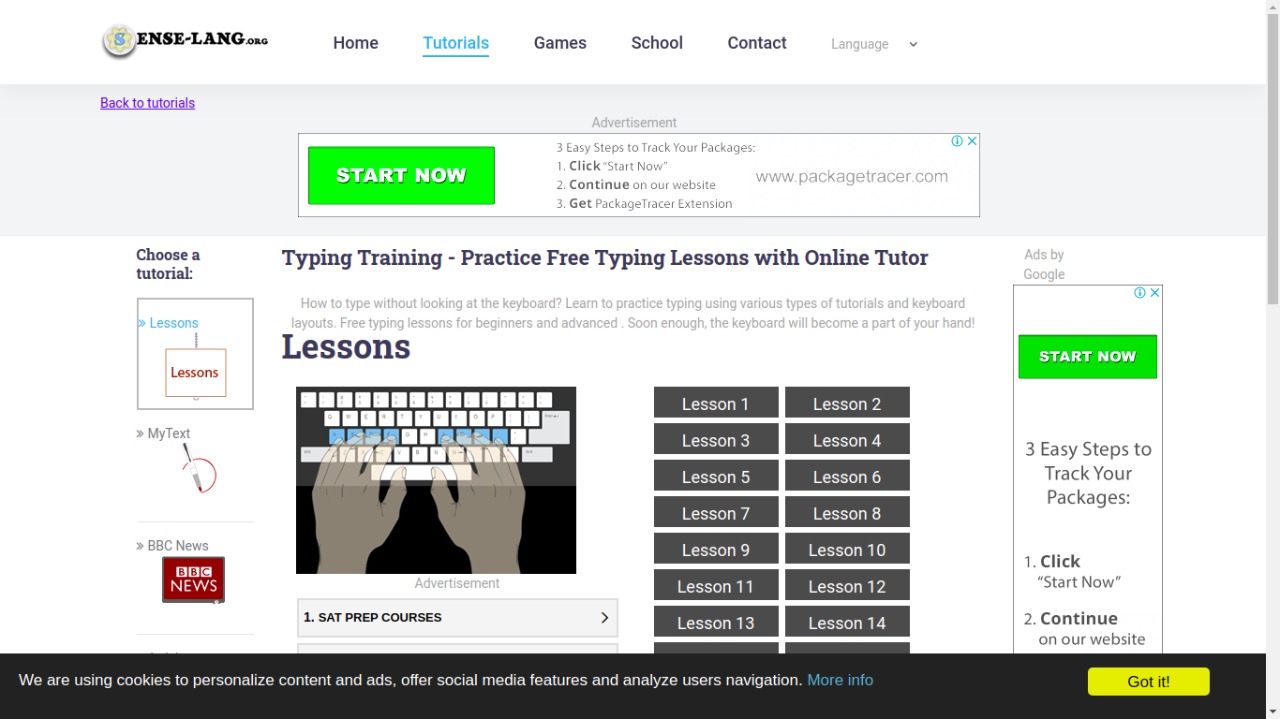 SENSE-LANG.ORG
Home
Tutorials
Games
School
Contact
Language
Back to tutorials
Advertisement
START NOW
3 Easy Steps to Track Your Packages:
1. Click “Start Now”
2. Continue on our website
3. Get PackageTracer Extension
www.packagetracer.com
Choose a
tutorial:
» Lessons
Lessons
» MyText
» BBC News
BBC
NEWS
Typing Training - Practice Free Typing Lessons with Online Tutor
How to type without looking at the keyboard? Learn to practice typing using various types of tutorials and keyboard
layouts. Free typing lessons for beginners and advanced . Soon enough, the keyboard will become a part of your hand!
Lessons
Advertisement
1. SAT PREP COURSES
Lesson 1
Lesson 2
Lesson 3
Lesson 4
Lesson 5
Lesson 6
Lesson 7
Lesson 8
Lesson 9
Lesson 10
Lesson 11
Lesson 12
Lesson 13
Lesson 14
Ads by
Google
START NOW
3 Easy Steps to
Track Your
Packages:
1. Click
“Start Now”
2. Continue
on our website
We are using cookies to personalize content and ads, offer social media features and analyze users navigation. More info
Got it!